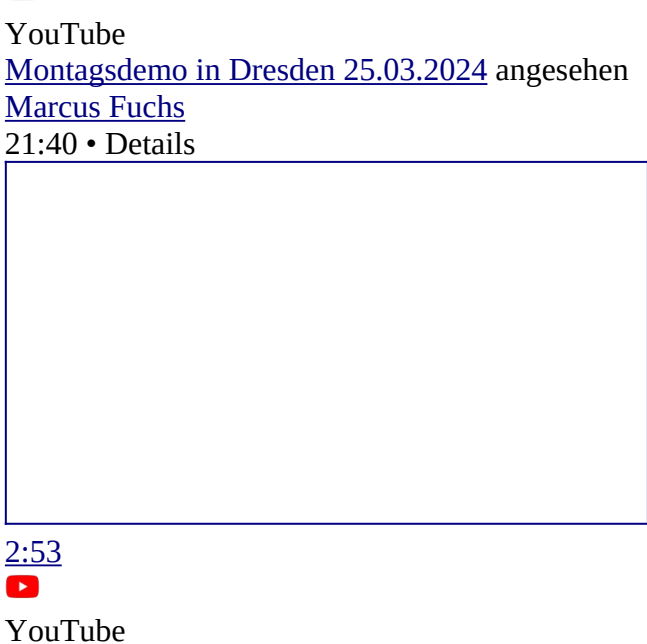 YouTube
Montagsdemo in Dresden 25.03.2024 angesehen
Marcus Fuchs
21:40 • Details
2:53
YouTube